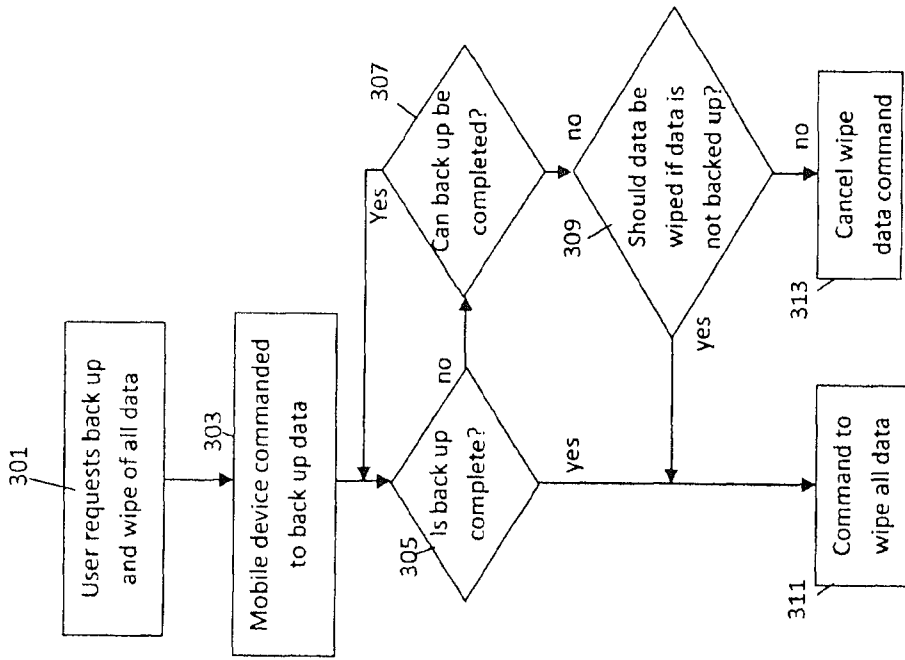 301
User requests back up
and wipe of all data
303
Mobile device commanded
to back up data
305
Is back up
complete?
no
yes
307
Yes
Can back up be
completed?
no
309
Should data be
wiped if data is
not backed up?
yes
no
311
Command to
wipe all data
313
Cancel wipe
data command